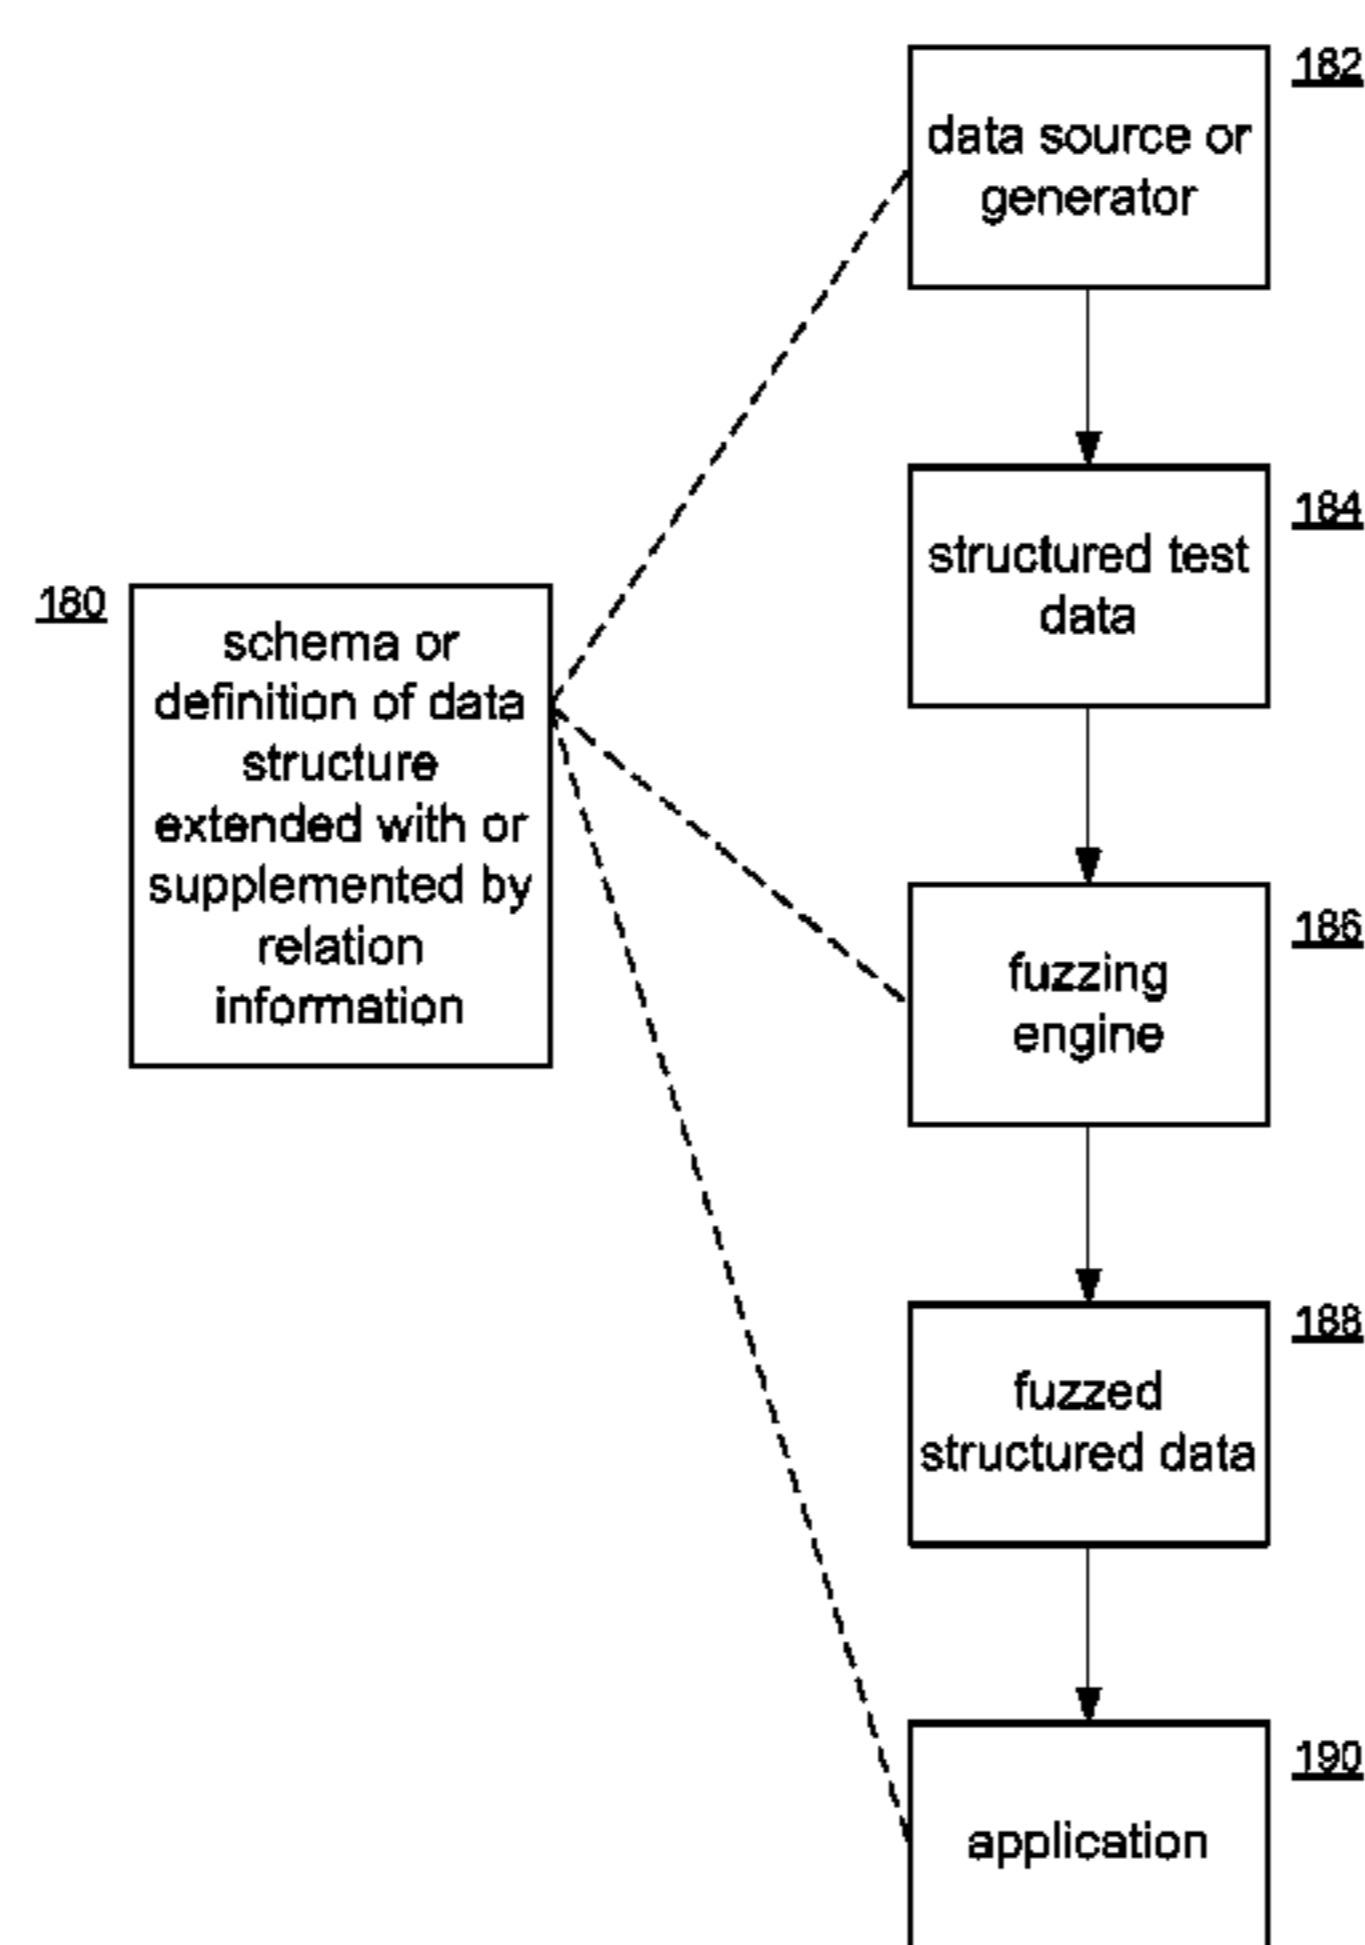 182
data source or
generator
184
structured test
data
180
schema or
definition of data
structure
extended with or
supplemented by
relation
information
186
fuzzing
engine
188
fuzzed
structured data
190
application